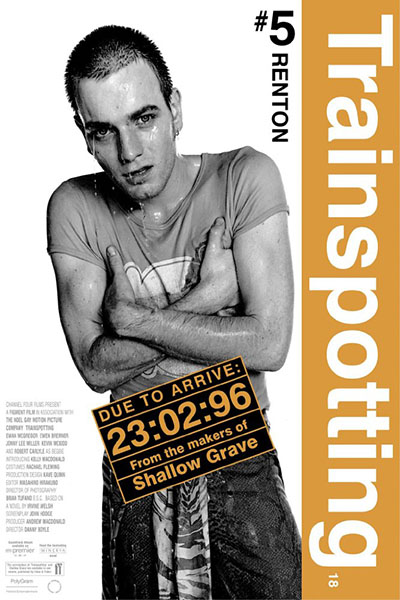 #5
RENTON
Trainspotting
18
DUE TO ARRIVE:
23:02:96
From the makers of
Shallow Grave
CHANNEL FOUR FILMS PRESENT
A FIGMENT FILM IN ASSOCIATION WITH
THE NOEL GAY MOTION PICTURE
COMPANY. TRAINSPOTTING
EWAN MCGREGOR EWEN BREMNER
JONNY LEE MILLER KEVIN MCKIDD
AND ROBERT CARLYLE AS BEGBIE
INTRODUCING KELLY MACDONALD
COSTUMES RACHAEL FLEMING
PRODUCTION DESIGN KAVE QUINN
EDITOR MASAHIRO HIRAKUBO
DIRECTOR OF PHOTOGRAPHY
BRIAN TUFANO B.S.C. BASED ON
A NOVEL BY IRVINE WELSH
SCREENPLAY JOHN HODGE
PRODUCER ANDREW MACDONALD
DIRECTOR DANNY BOYLE
premier
PolyGram